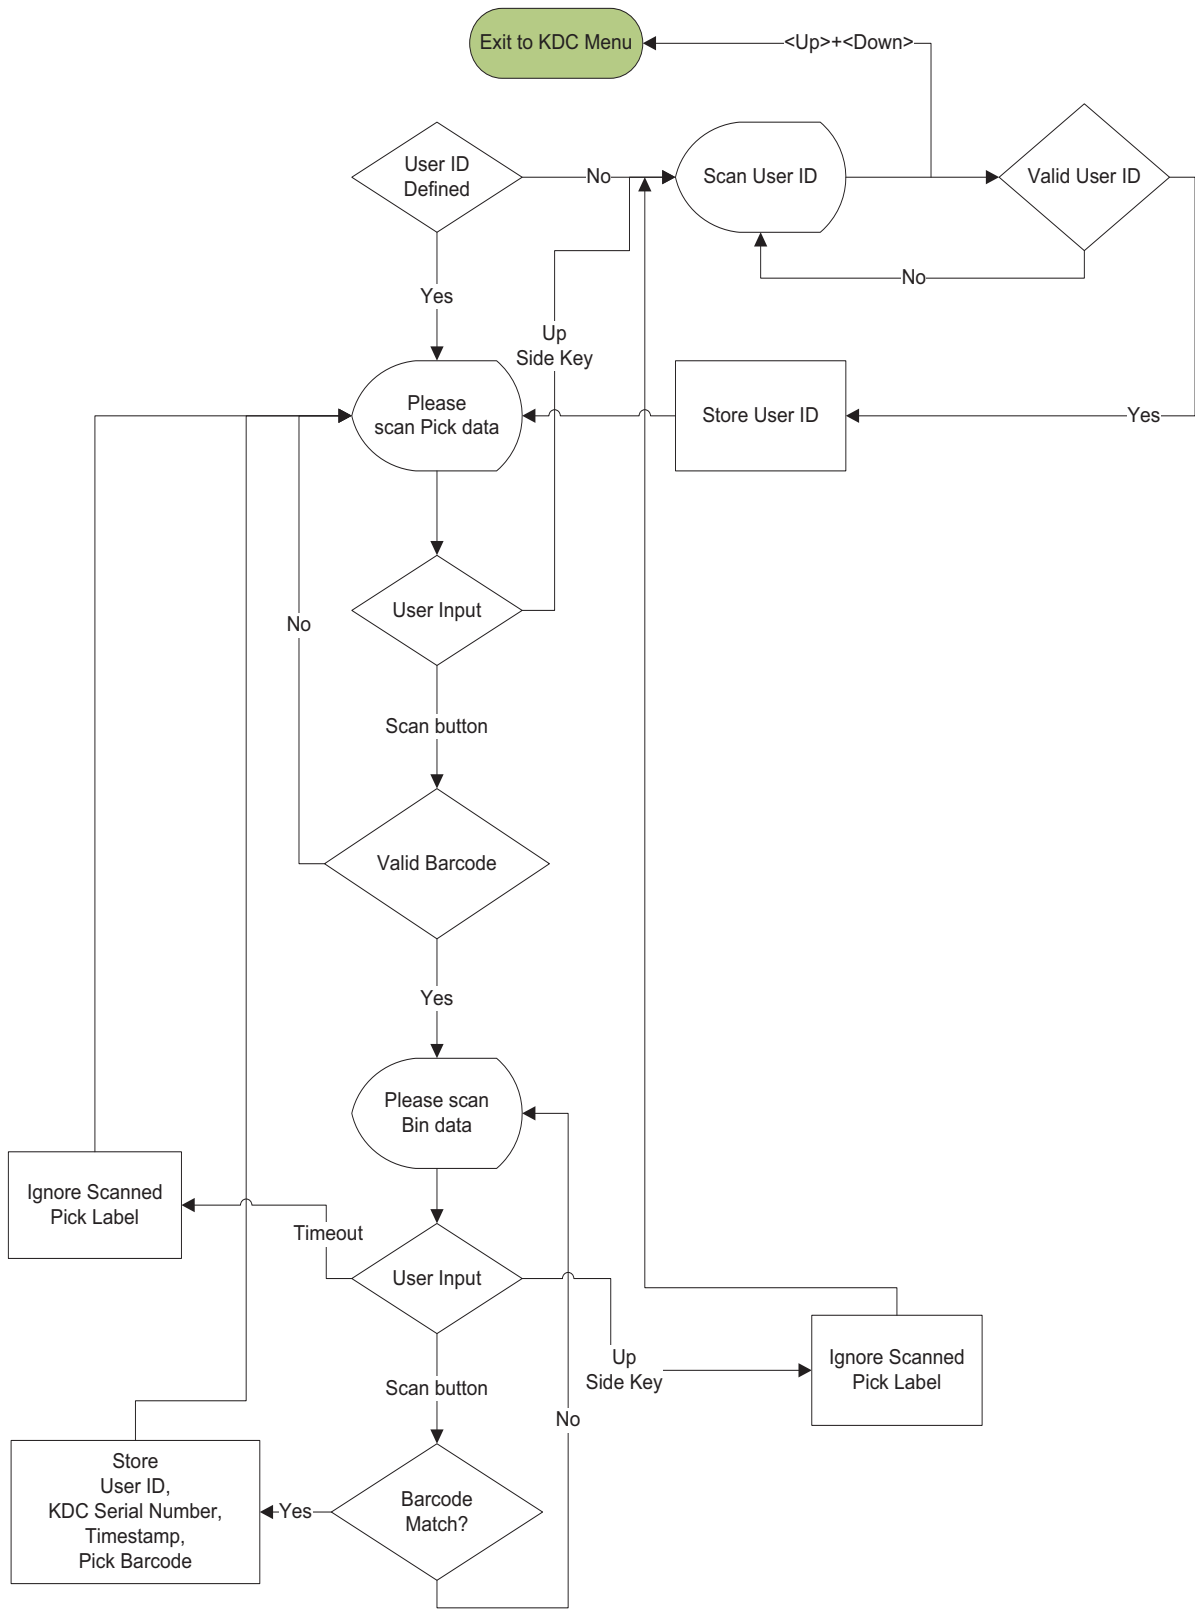 Exit to KDC Menu
<Up>+<Down>
User ID
Defined
No
Scan User ID
Valid User ID
No
Yes
Up
Side Key
Please
scan Pick data
Store User ID
Yes
User Input
No
Scan button
Valid Barcode
Yes
Please scan
Bin data
Ignore Scanned
Pick Label
Timeout
User Input
Up
Side Key
Ignore Scanned
Pick Label
Scan button
No
Store
User ID,
KDC Serial Number,
Timestamp,
Pick Barcode
Yes
Barcode
Match?